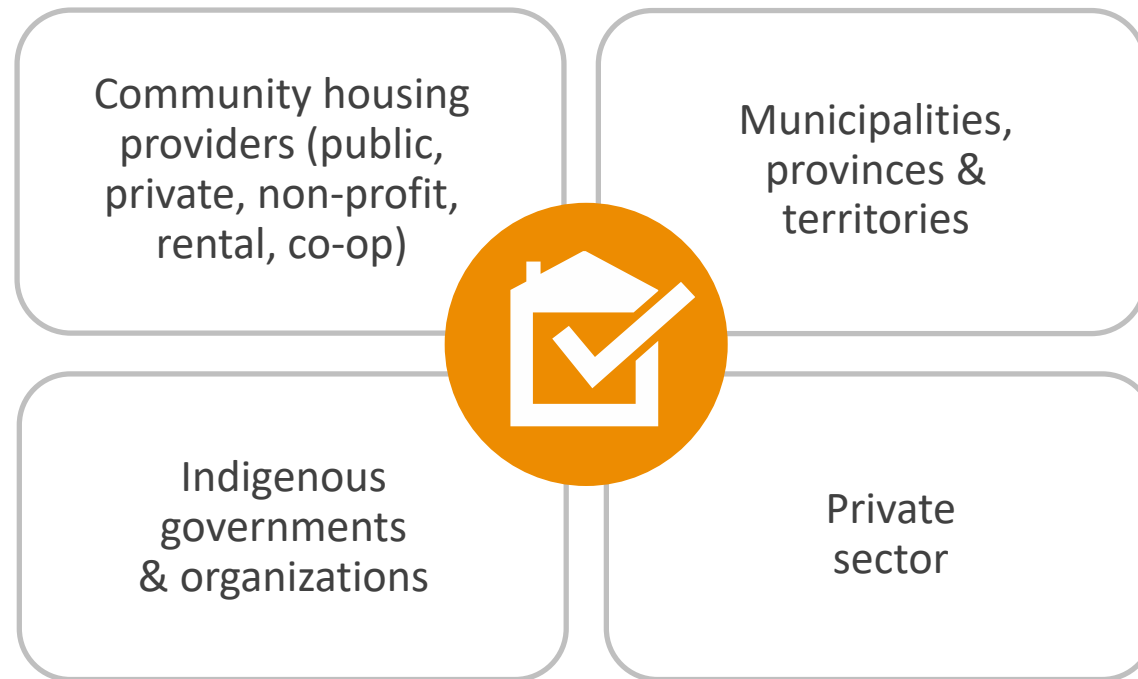 Community housing
providers (public,
private, non-profit,
rental, co-op)
Municipalities,
provinces &
territories
Indigenous
governments
& organizations
Private
sector